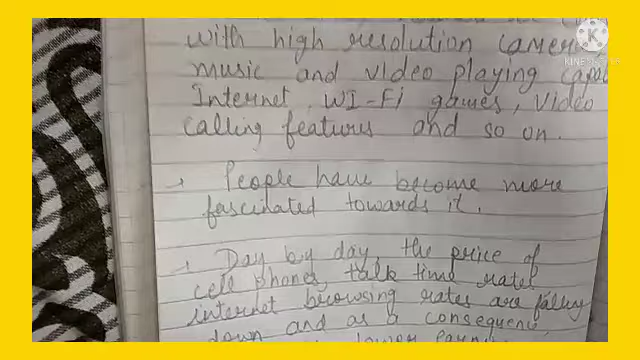 with high resolution camera
music and video playing capa
Internet, WI-Fi games, Video
calling features and so on.
→ People have become more
fascinated towards it.
→ Day by day, the price of
cell phones, talk time rates
internet browsing rates are falling
down and as a consequence,
lower
KINEMASTER